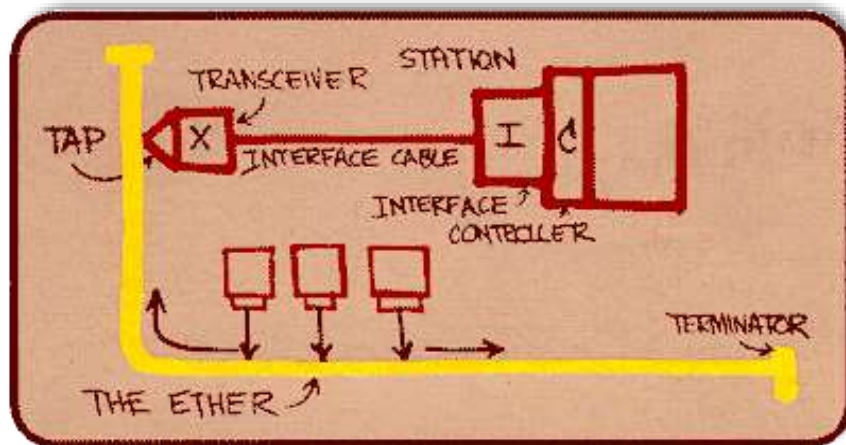 STATION
TRANSCEIVER
TAP
X
I
C
INTERFACE CABLE
INTERFACE
CONTROLLER
TERMINATOR
THE ETHER